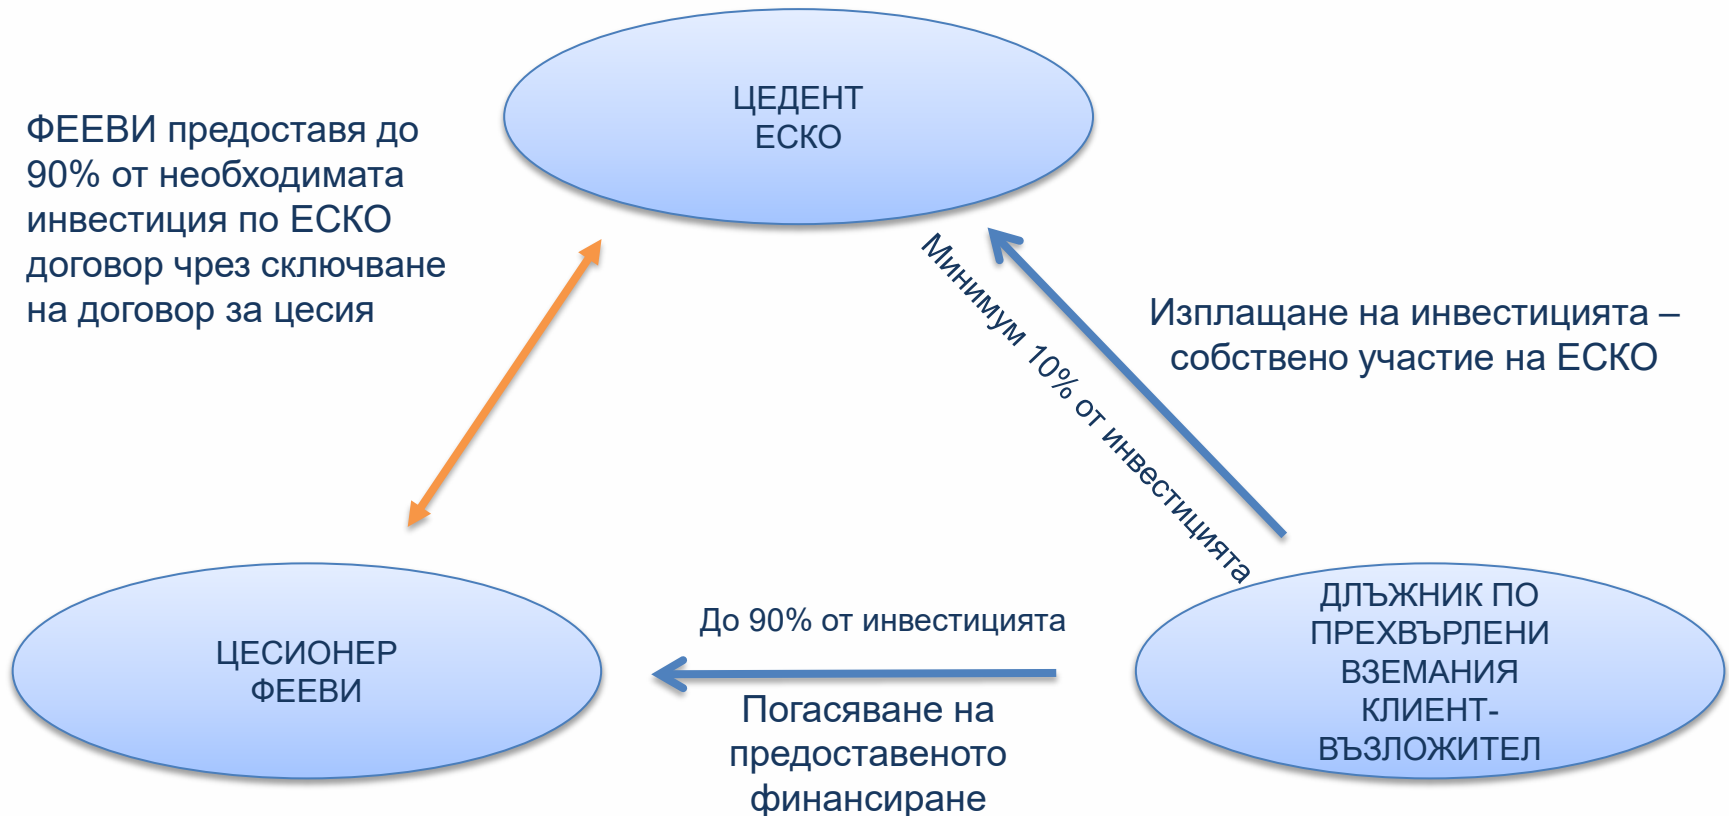 ЦЕДЕНТ
ЕСКО
ФЕЕВИ предоставя до
90% от необходимата
инвестиция по ЕСКО
договор чрез сключване
на договор за цесия
Минимум 10% от инвестицията
Изплащане на инвестицията –
собствено участие на ЕСКО
ЦЕСИОНЕР
ФЕЕВИ
До 90% от инвестицията
Погасяване на
предоставеното
финансиране
ДЛЪЖНИК ПО
ПРЕХВЪРЛЕНИ
ВЗЕМАНИЯ
КЛИЕНТ-
ВЪЗЛОЖИТЕЛ